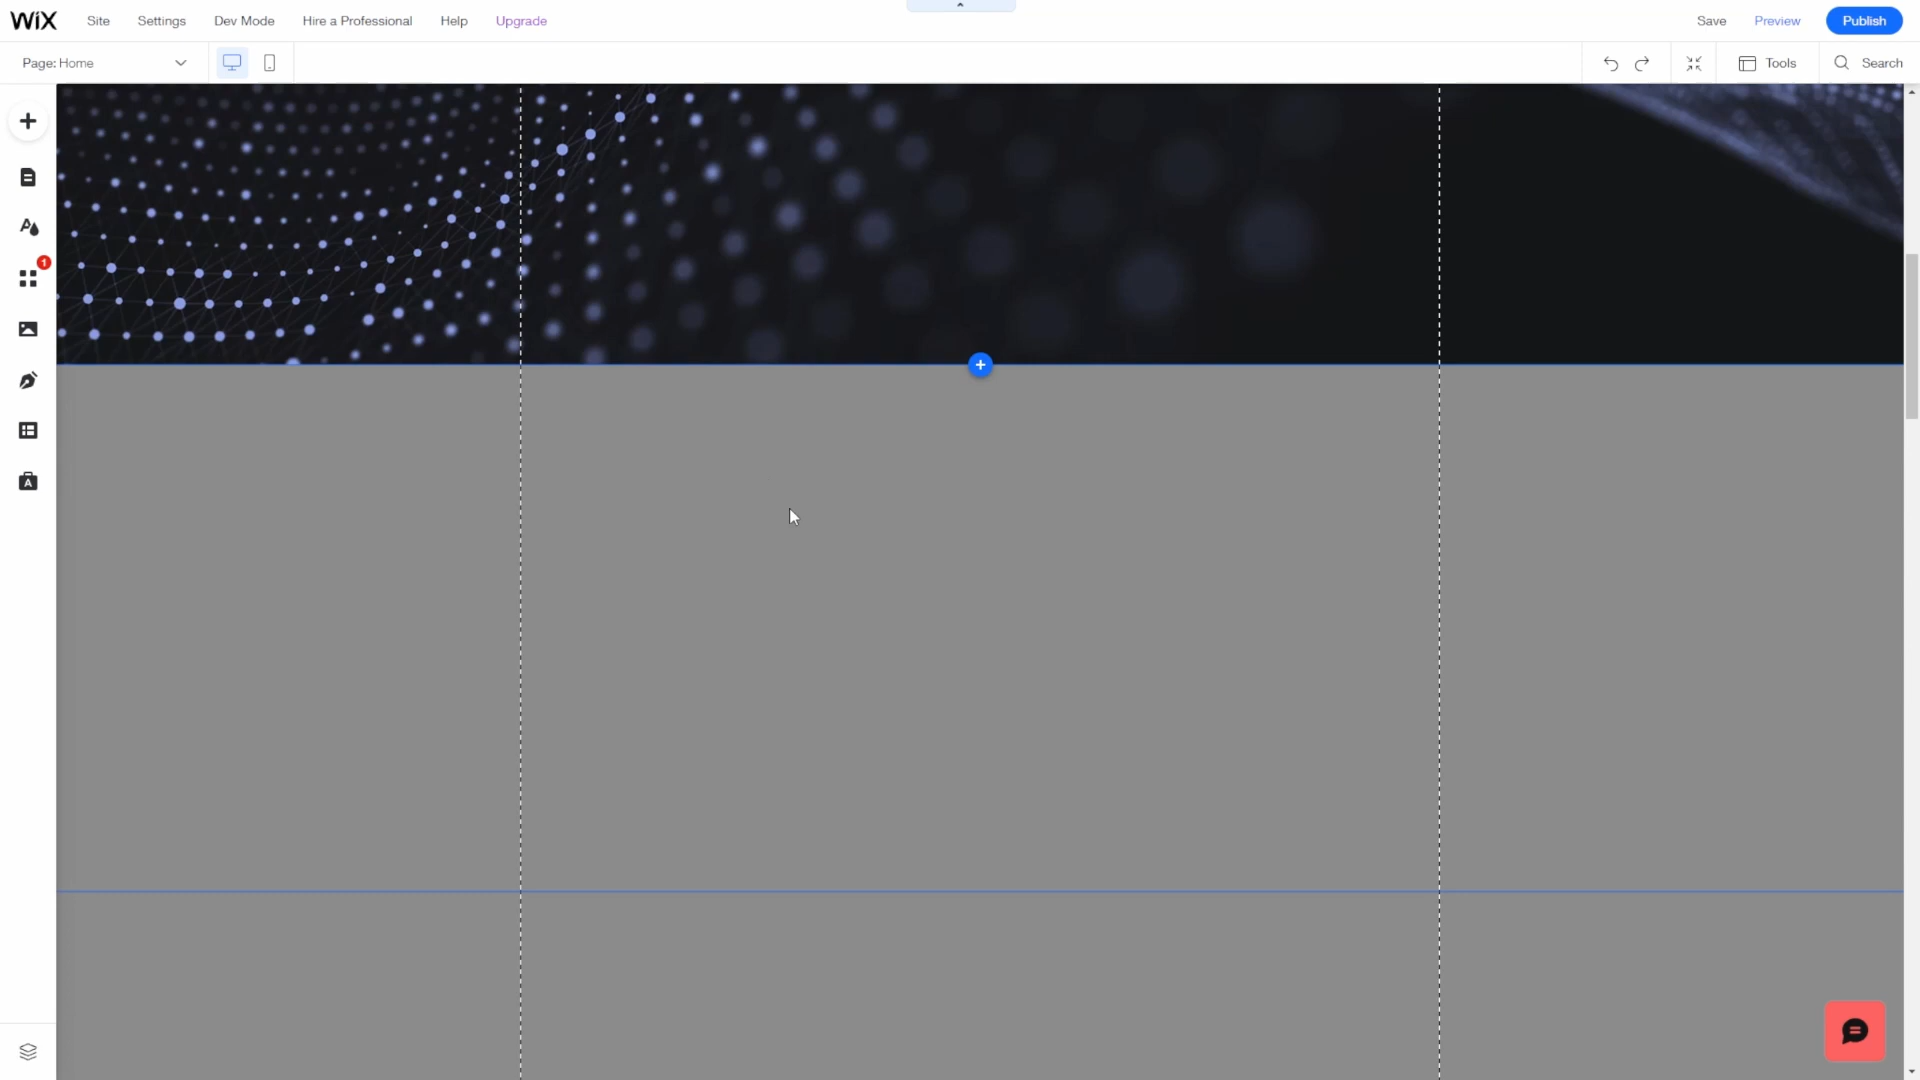 WiX Site Settings Dev Mode Hire a Professional Help Upgrade Save Preview Publish
Page: Home Tools Search
1
A
A